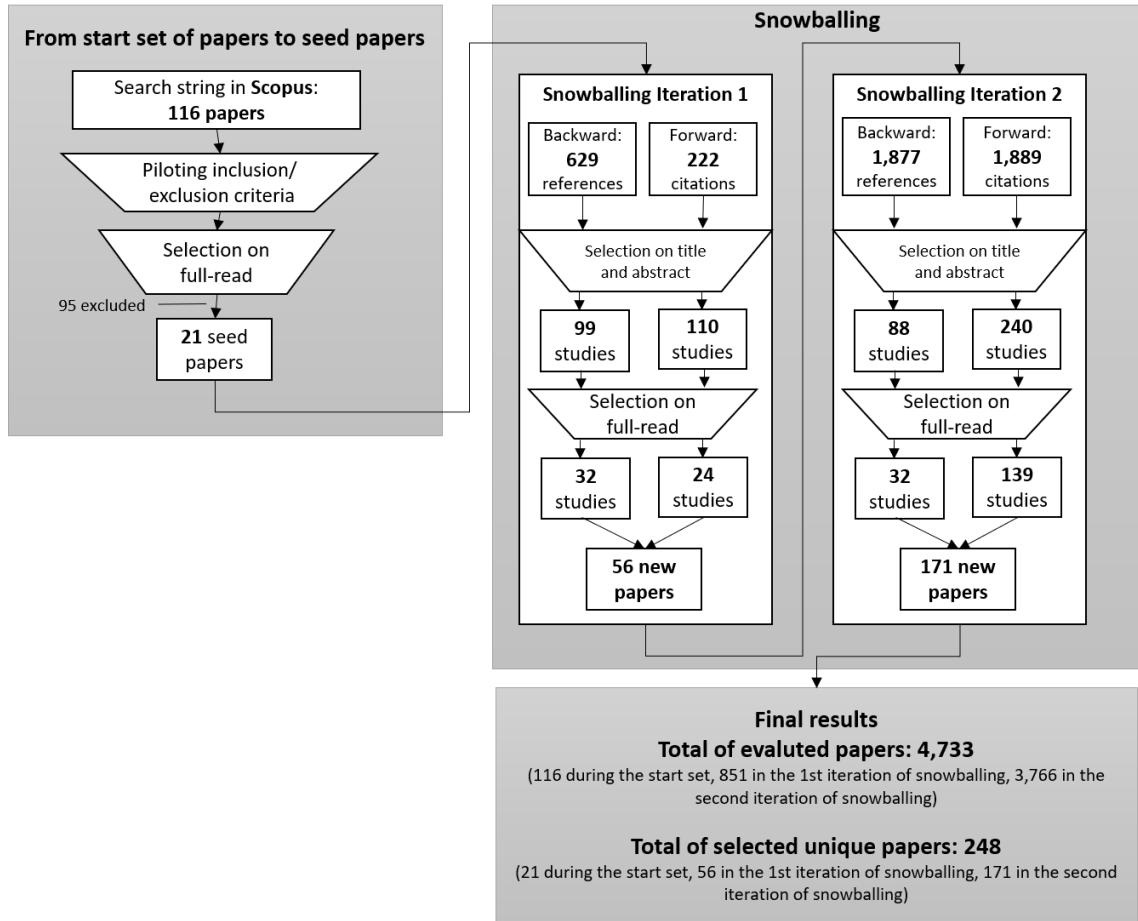 From start set of papers to seed papers
Search string in Scopus:
116 papers
Piloting inclusion/
exclusion criteria
Selection on
full-read
95 excluded
21 seed
papers
Snowballing
Snowballing Iteration 1
Backward:
629
references
Forward:
222
citations
Selection on title
and abstract
99
studies
110
studies
Selection on
full-read
32
studies
24
studies
56 new
papers
Snowballing Iteration 2
Backward:
1,877
references
Forward:
1,889
citations
Selection on title
and abstract
88
studies
240
studies
Selection on
full-read
32
studies
139
studies
171 new
papers
Final results
Total of evaluted papers: 4,733
(116 during the start set, 851 in the 1st iteration of snowballing, 3,766 in the
second iteration of snowballing)
Total of selected unique papers: 248
(21 during the start set, 56 in the 1st iteration of snowballing, 171 in the second
iteration of snowballing)